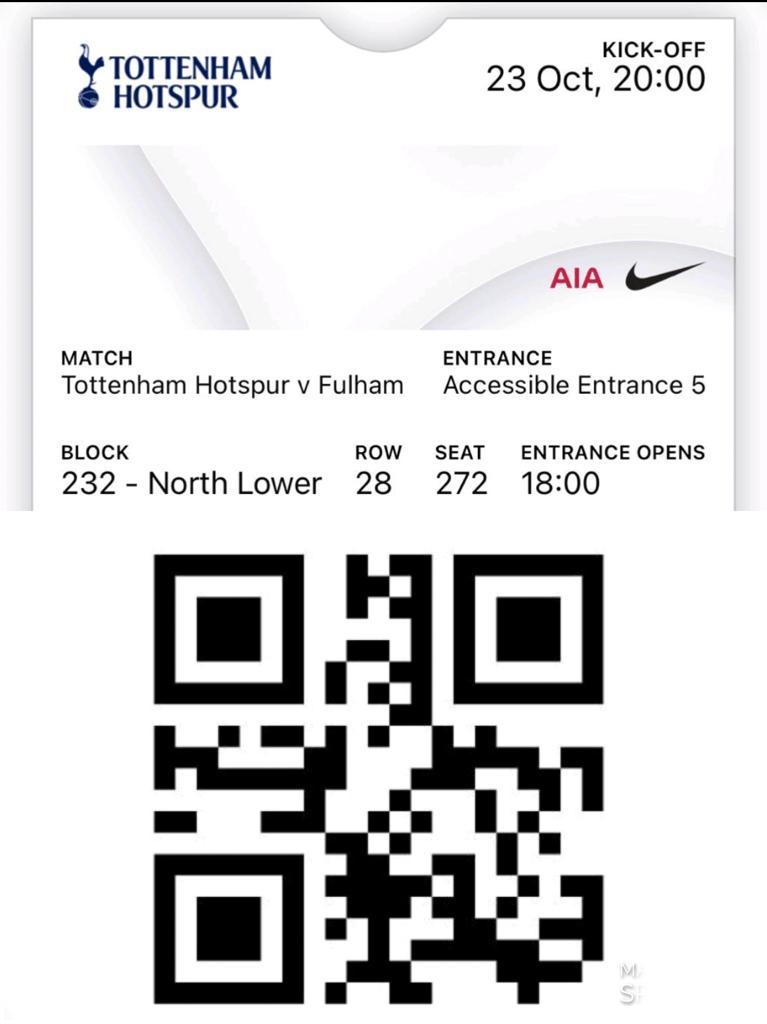 TOTTENHAM
HOTSPUR
KICK-OFF
23 Oct, 20:00
AIA
MATCH
Tottenham Hotspur v Fulham
ENTRANCE
Accessible Entrance 5
BLOCK
232 - North Lower
ROW
28
SEAT
272
ENTRANCE OPENS
18:00